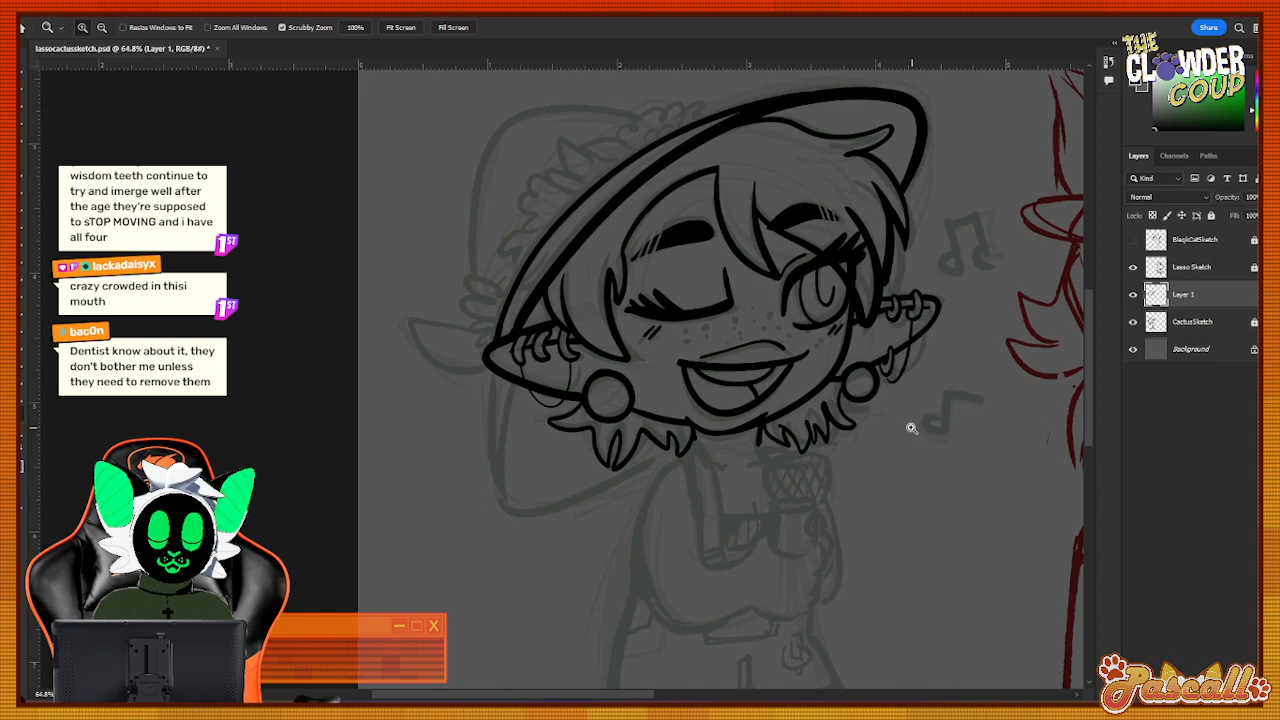 Resize Windows to Fit
Zoom All Windows
Scrubby Zoom
100%
Fit Screen
Fill Screen
Share
lassocactussketch.psd @ 64.8% (Layer 1, RGB/8#) *
THE
CLOWDER
COUP
wisdom teeth continue to
try and imerge well after
the age they're supposed
to sTOP MOVING and i have
all four
1ST
lackadaisyx
crazy crowded in thisi
mouth
1ST
bac0n
Dentist know about it, they
don't bother me unless
they need to remove them
Layers
Channels
Paths
Kind
Normal
Opacity:
Lock:
Fill:
BlaqkCatSketch
Lasso Sketch
Layer 1
CactusSketch
Background
X
64.8%
Pascall